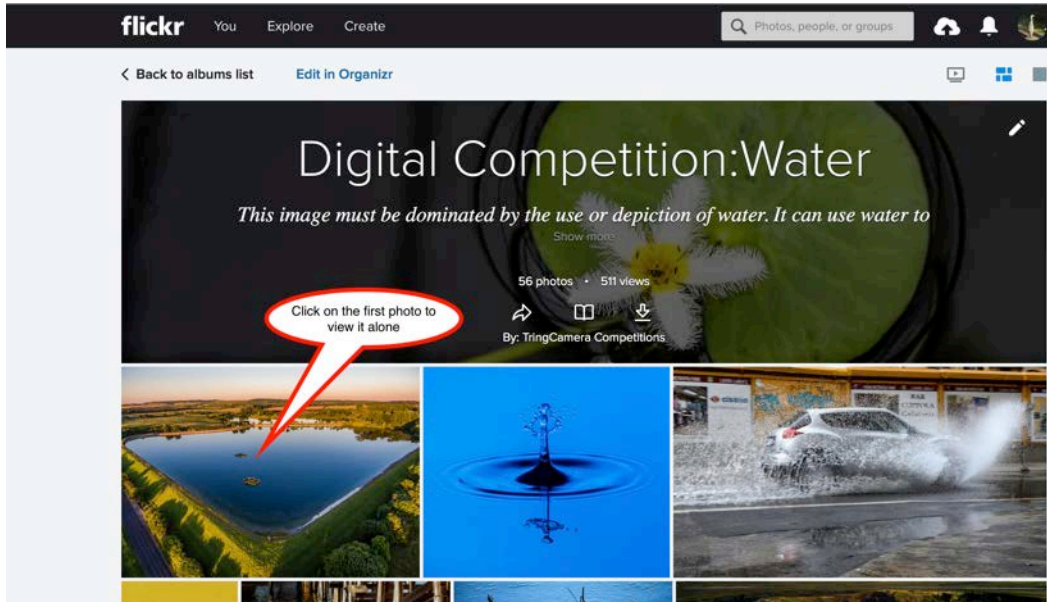 flickr You Explore Create Photos, people, or groups
Back to albums list Edit in Organizr
Digital Competition:Water
This image must be dominated by the use or depiction of water. It can use water to
Show more
56 photos • 511 views
Click on the first photo to
view it alone
By: TringCamera Competitions
BAR